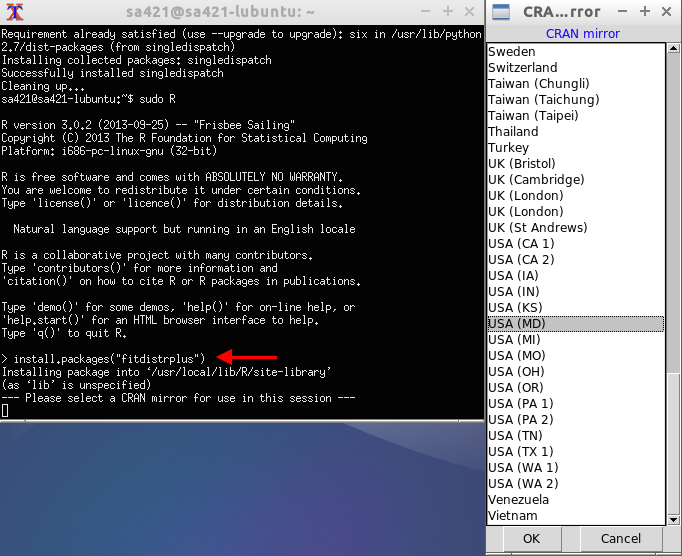 sa421@sa421-lubuntu: ~
Requirement already satisfied (use --upgrade to upgrade): six in /usr/lib/python
2.7/dist-packages (from singledispatch)
Installing collected packages: singledispatch
Successfully installed singledispatch
Cleaning up...
sa421@sa421-lubuntu:~$ sudo R
R version 3.0.2 (2013-09-25) -- "Frisbee Sailing"
Copyright (C) 2013 The R Foundation for Statistical Computing
Platform: i686-pc-linux-gnu (32-bit)
R is free software and comes with ABSOLUTELY NO WARRANTY.
You are welcome to redistribute it under certain conditions.
Type 'license()' or 'licence()' for distribution details.
Natural language support but running in an English locale
R is a collaborative project with many contributors.
Type 'contributors()' for more information and
'citation()' on how to cite R or R packages in publications.
Type 'demo()' for some demos, 'help()' for on-line help, or
'help.start()' for an HTML browser interface to help.
Type 'q()' to quit R.
> install.packages("fitdistrplus")
Installing package into ‘/usr/local/lib/R/site-library’
(as ‘lib’ is unspecified)
--- Please select a CRAN mirror for use in this session ---
CRA...rror
CRAN mirror
Sweden
Switzerland
Taiwan (Chungli)
Taiwan (Taichung)
Taiwan (Taipei)
Thailand
Turkey
UK (Bristol)
UK (Cambridge)
UK (London)
UK (London)
UK (St Andrews)
USA (CA 1)
USA (CA 2)
USA (IA)
USA (IN)
USA (KS)
USA (MD)
USA (MI)
USA (MO)
USA (OH)
USA (OR)
USA (PA 1)
USA (PA 2)
USA (TN)
USA (TX 1)
USA (WA 1)
USA (WA 2)
Venezuela
Vietnam
OK
Cancel